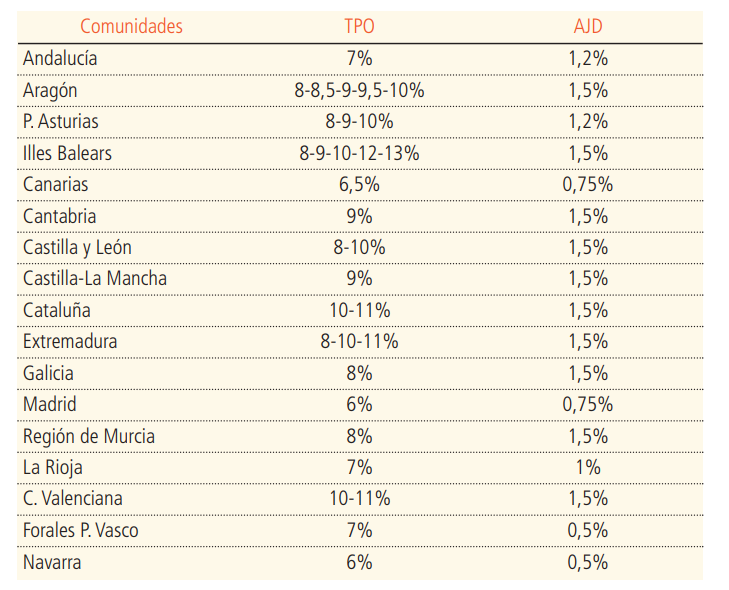 Comunidades TPO AJD
Andalucía 7% 1,2%
Aragón 8-8,5-9-9,5-10% 1,5%
P. Asturias 8-9-10% 1,2%
Illes Balears 8-9-10-12-13% 1,5%
Canarias 6,5% 0,75%
Cantabria 9% 1,5%
Castilla y León 8-10% 1,5%
Castilla-La Mancha 9% 1,5%
Cataluña 10-11% 1,5%
Extremadura 8-10-11% 1,5%
Galicia 8% 1,5%
Madrid 6% 0,75%
Región de Murcia 8% 1,5%
La Rioja 7% 1%
C. Valenciana 10-11% 1,5%
Forales P. Vasco 7% 0,5%
Navarra 6% 0,5%